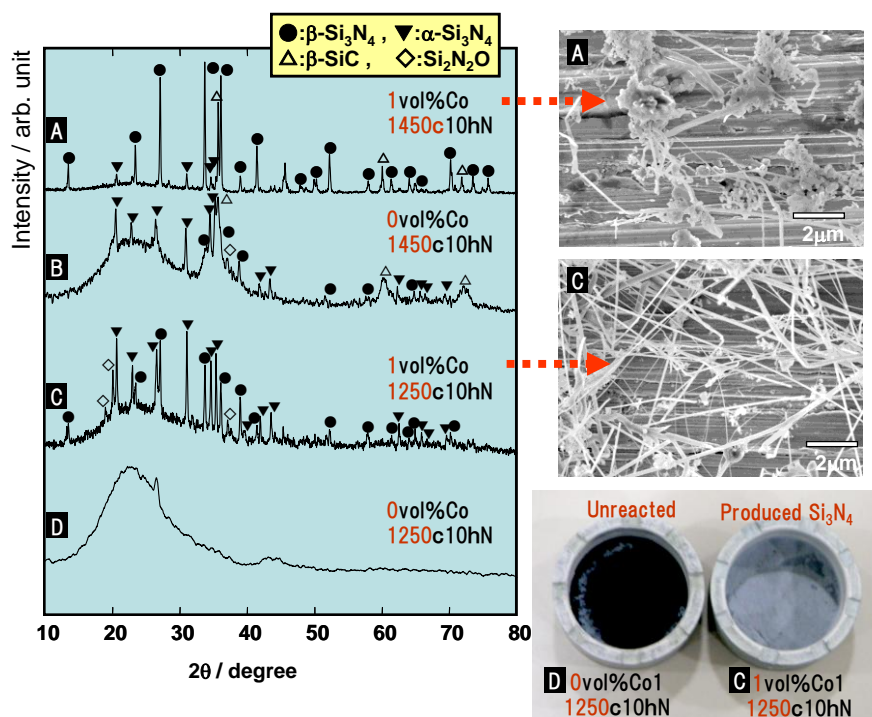 ●:β-Si₃N₄ , ▼:α-Si₃N₄
△:β-SiC , ◇:Si₂N₂O
Intensity / arb. unit
A
1vol%Co
1450c10hN
B
0vol%Co
1450c10hN
C
1vol%Co
1250c10hN
D
0vol%Co
1250c10hN
10 20 30 40 50 60 70 80
2θ / degree
A
2μm
C
2μm
Unreacted Produced Si₃N₄
D 0vol%Co1
1250c10hN
C 1vol%Co1
1250c10hN